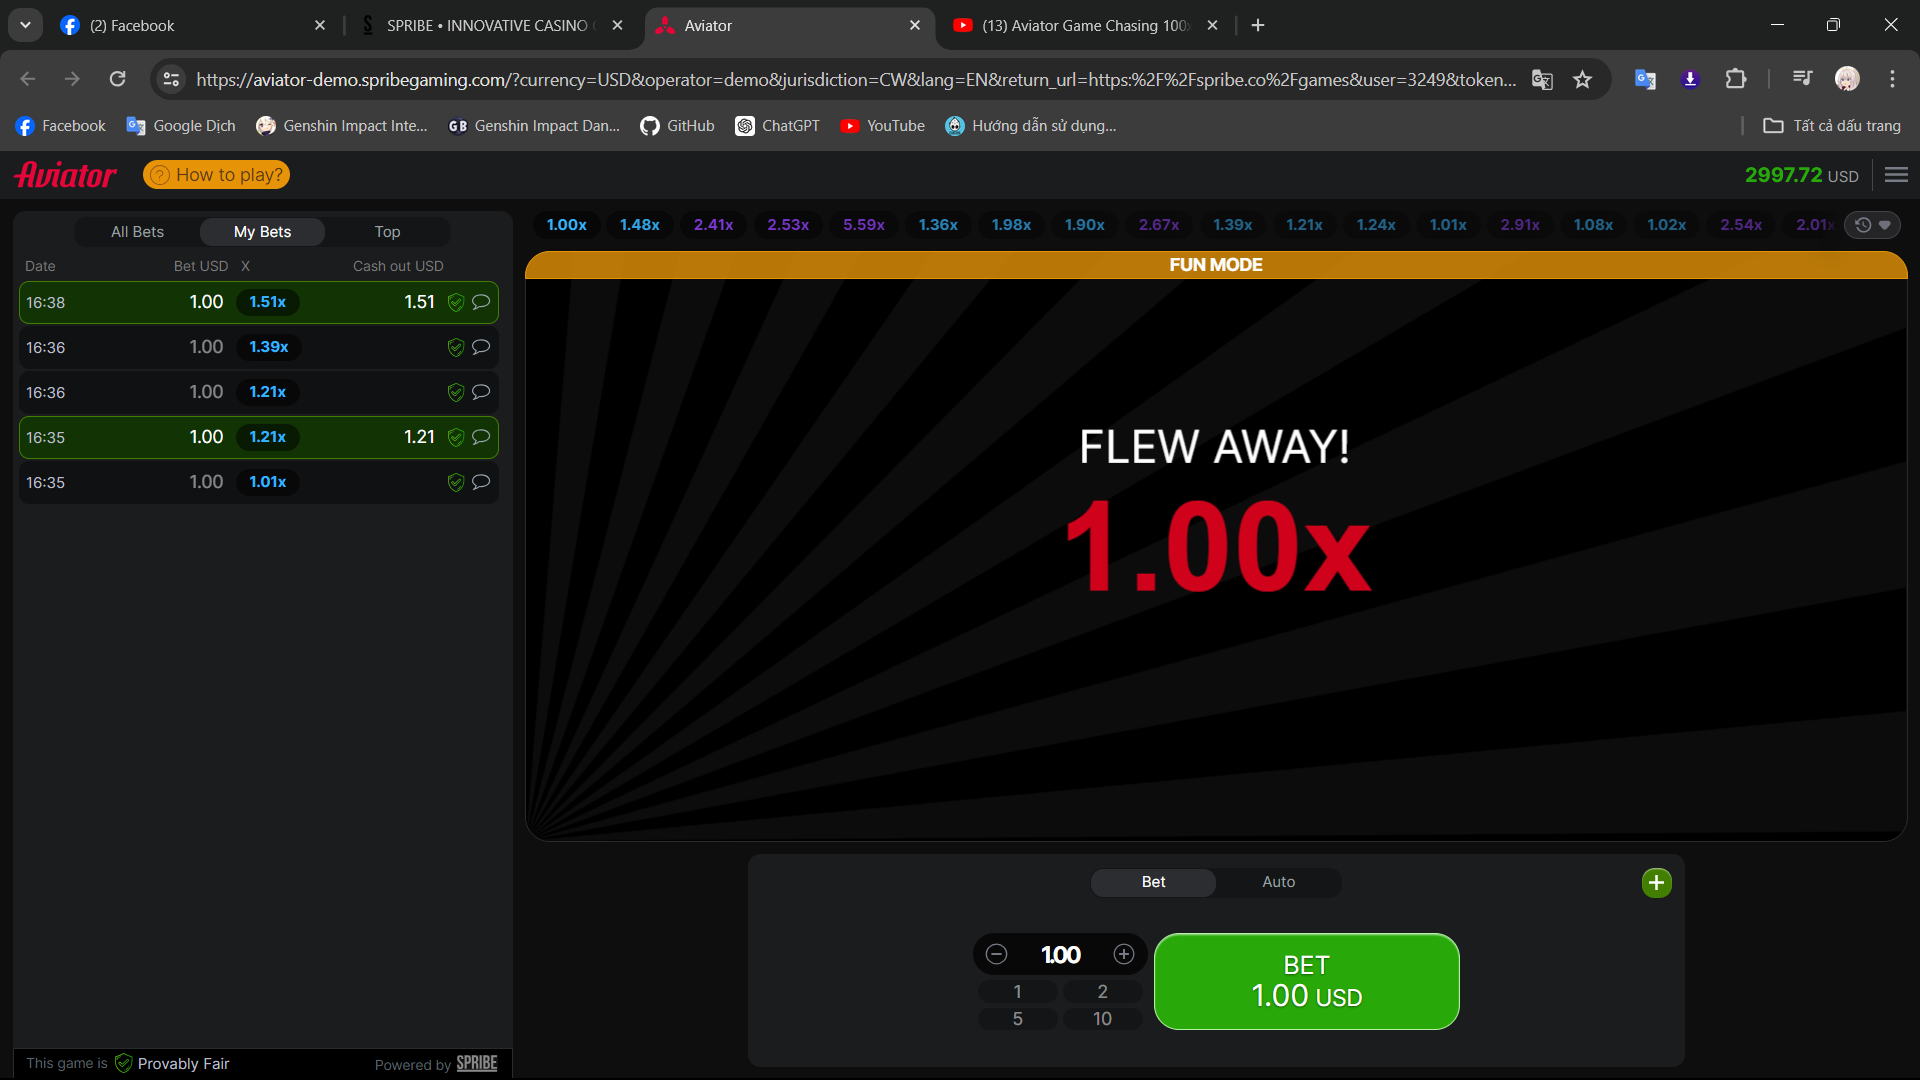 (2) Facebook
SPRIBE • INNOVATIVE CASINO
Aviator
(13) Aviator Game Chasing 100
https://aviator-demo.spribegaming.com/?currency=USD&operator=demo&jurisdiction=CW&lang=EN&return_url=https:%2F%2Fspribe.co%2Fgames&user=3249&token...
Facebook
Google Dịch
Genshin Impact Inte...
GB Genshin Impact Dan...
GitHub
ChatGPT
YouTube
Hướng dẫn sử dụng...
Tất cả dấu trang
Aviator
? How to play?
2997.72 USD
All Bets My Bets Top
1.00x 1.48x 2.41x 2.53x 5.59x 1.36x 1.98x 1.90x 2.67x 1.39x 1.21x 1.24x 1.01x 2.91x 1.08x 1.02x 2.54x 2.01x
Date Bet USD X Cash out USD
16:38 1.00 1.51x 1.51
16:36 1.00 1.39x
16:36 1.00 1.21x
16:35 1.00 1.21x 1.21
16:35 1.00 1.01x
FUN MODE
FLEW AWAY!
1.00x
Bet Auto
1.00
1 2
5 10
BET
1.00 USD
This game is Provably Fair
Powered by SPRIBE